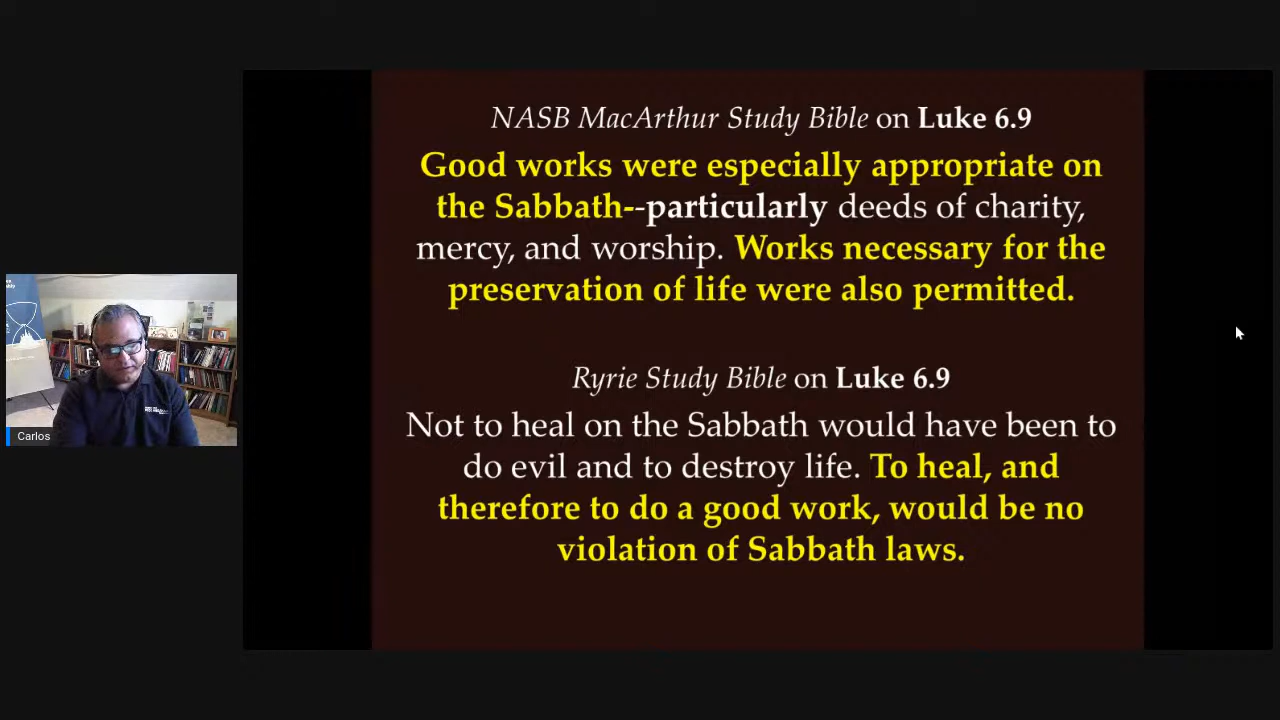 NASB MacArthur Study Bible on Luke 6.9
Good works were especially appropriate on
the Sabbath--particularly deeds of charity,
mercy, and worship. Works necessary for the
preservation of life were also permitted.
Ryrie Study Bible on Luke 6.9
Not to heal on the Sabbath would have been to
do evil and to destroy life. To heal, and
therefore to do a good work, would be no
violation of Sabbath laws.
Carlos